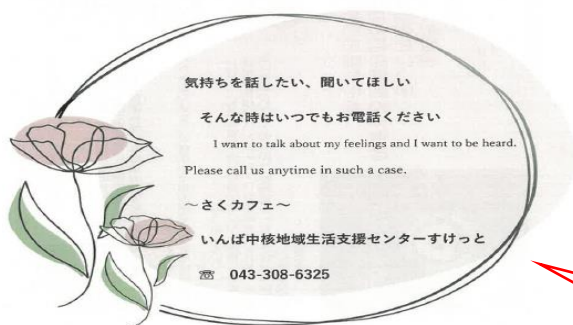 気持ちを話したい、聞いてほしい
そんな時はいつでもお電話ください
I want to talk about my feelings and I want to be heard.
Please call us anytime in such a case.
～さくカフェ～
いんば中核地域生活支援センターすけっと
☏ 043-308-6325